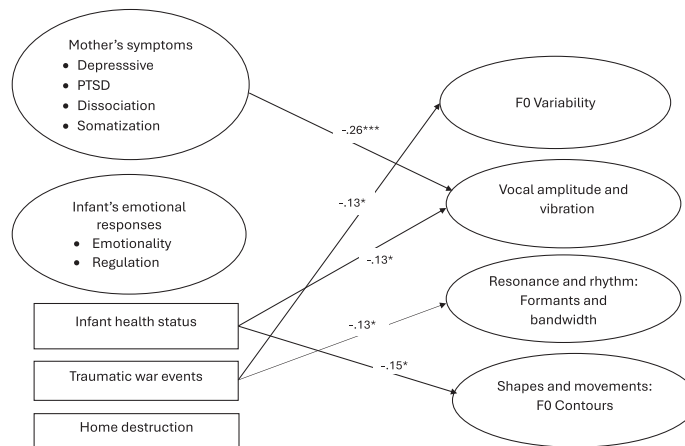 Mother’s symptoms
● Depresssive
● PTSD
● Dissociation
● Somatization
Infant’s emotional
responses
● Emotionality
● Regulation
Infant health status
Traumatic war events
Home destruction
-.26***
-.13*
-.13*
-.13*
-.15*
F0 Variability
Vocal amplitude and
vibration
Resonance and rhythm:
Formants and
bandwidth
Shapes and movements:
F0 Contours